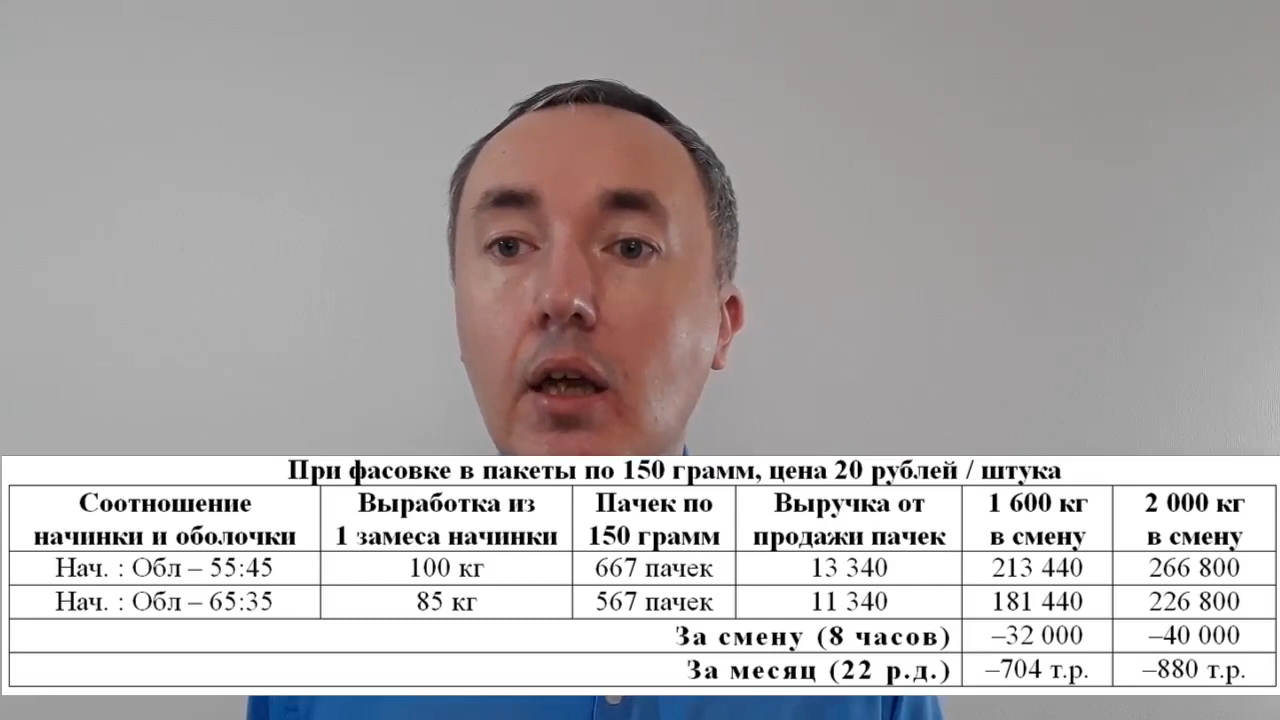 При фасовке в пакеты по 150 грамм, цена 20 рублей / штука
Соотношение начинки и оболочки Выработка из 1 замеса начинки Пачек по 150 грамм Выручка от продажи пачек 1 600 кг в смену 2 000 кг в смену
Нач. : Обл – 55:45 100 кг 667 пачек 13 340 213 440 266 800
Нач. : Обл – 65:35 85 кг 567 пачек 11 340 181 440 226 800
За смену (8 часов) –32 000 –40 000
За месяц (22 р.д.) –704 т.р. –880 т.р.